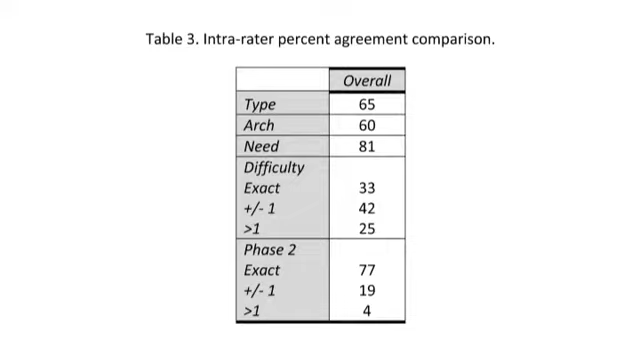 Table 3. Intra-rater percent agreement comparison.
Overall
Type 65
Arch 60
Need 81
Difficulty
Exact 33
+/- 1 42
>1 25
Phase 2
Exact 77
+/- 1 19
>1 4